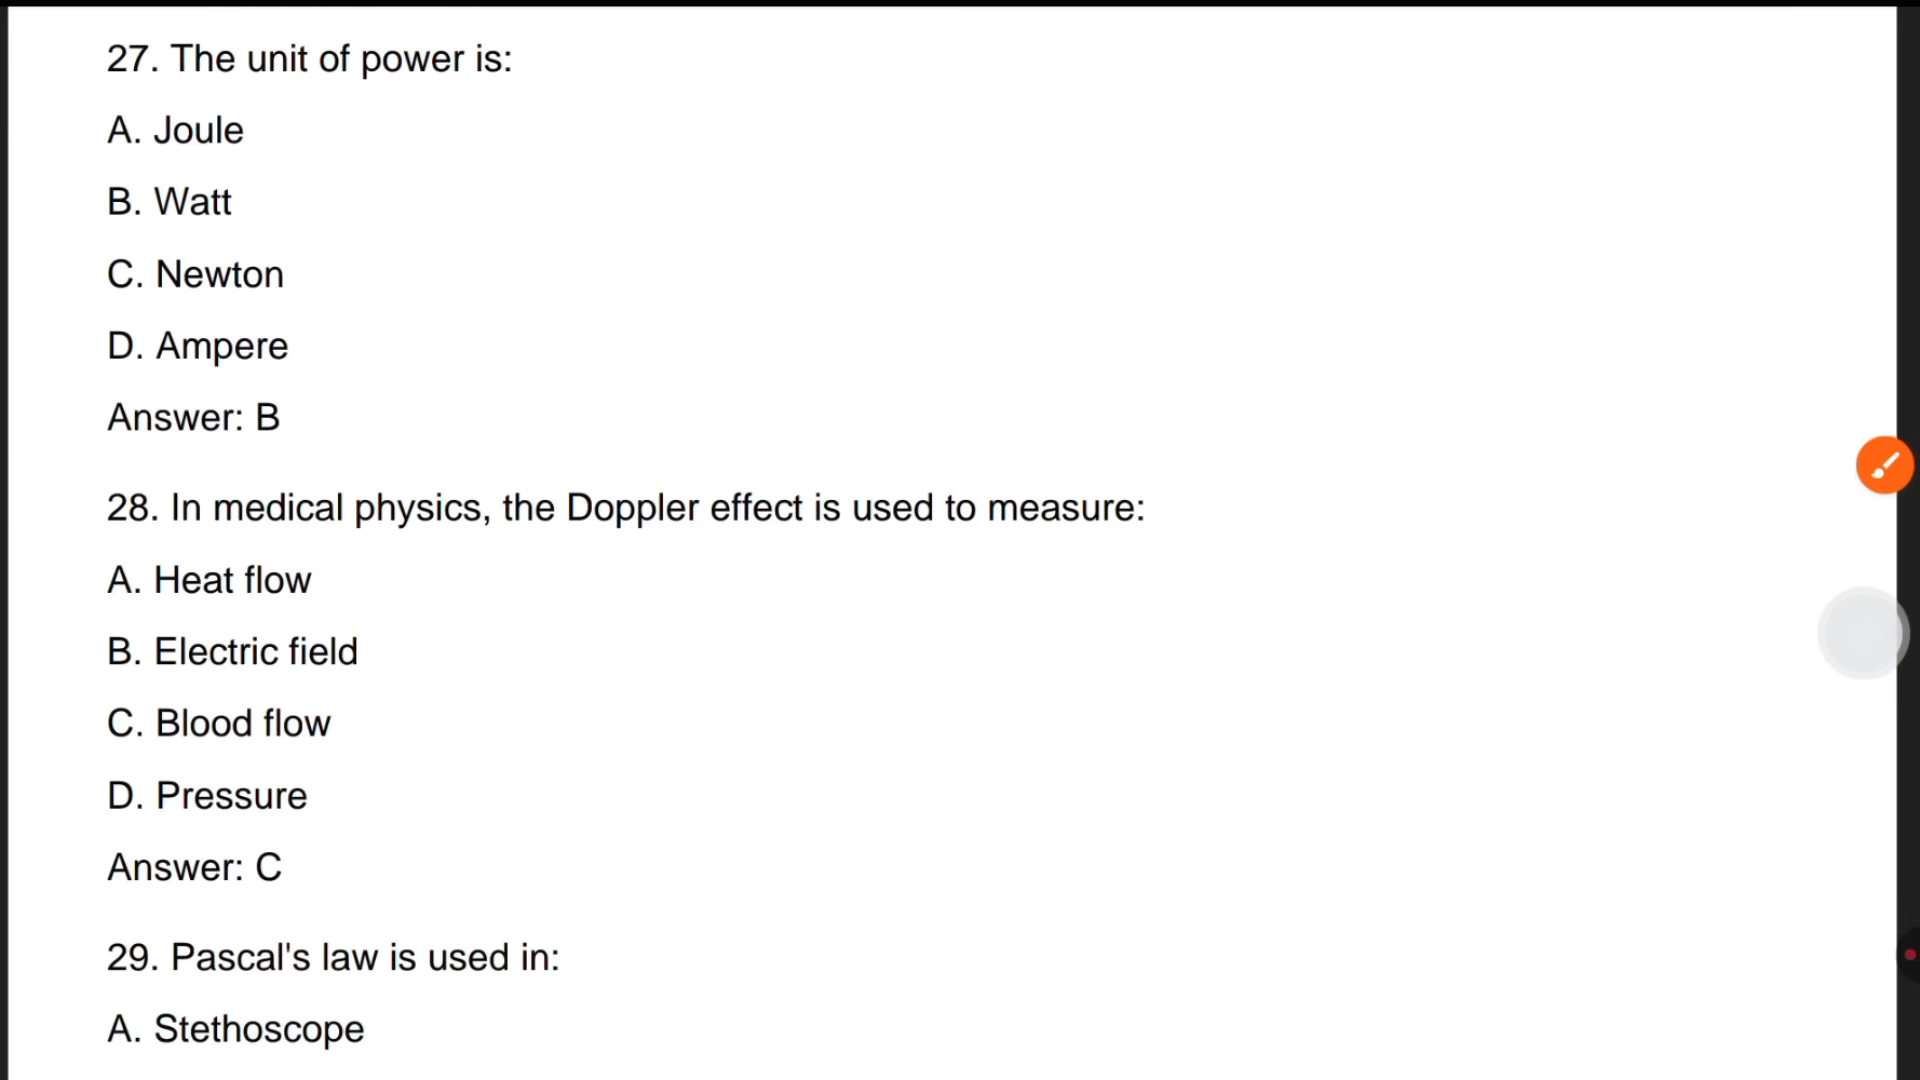 27. The unit of power is:
A. Joule
B. Watt
C. Newton
D. Ampere
Answer: B
28. In medical physics, the Doppler effect is used to measure:
A. Heat flow
B. Electric field
C. Blood flow
D. Pressure
Answer: C
29. Pascal's law is used in:
A. Stethoscope